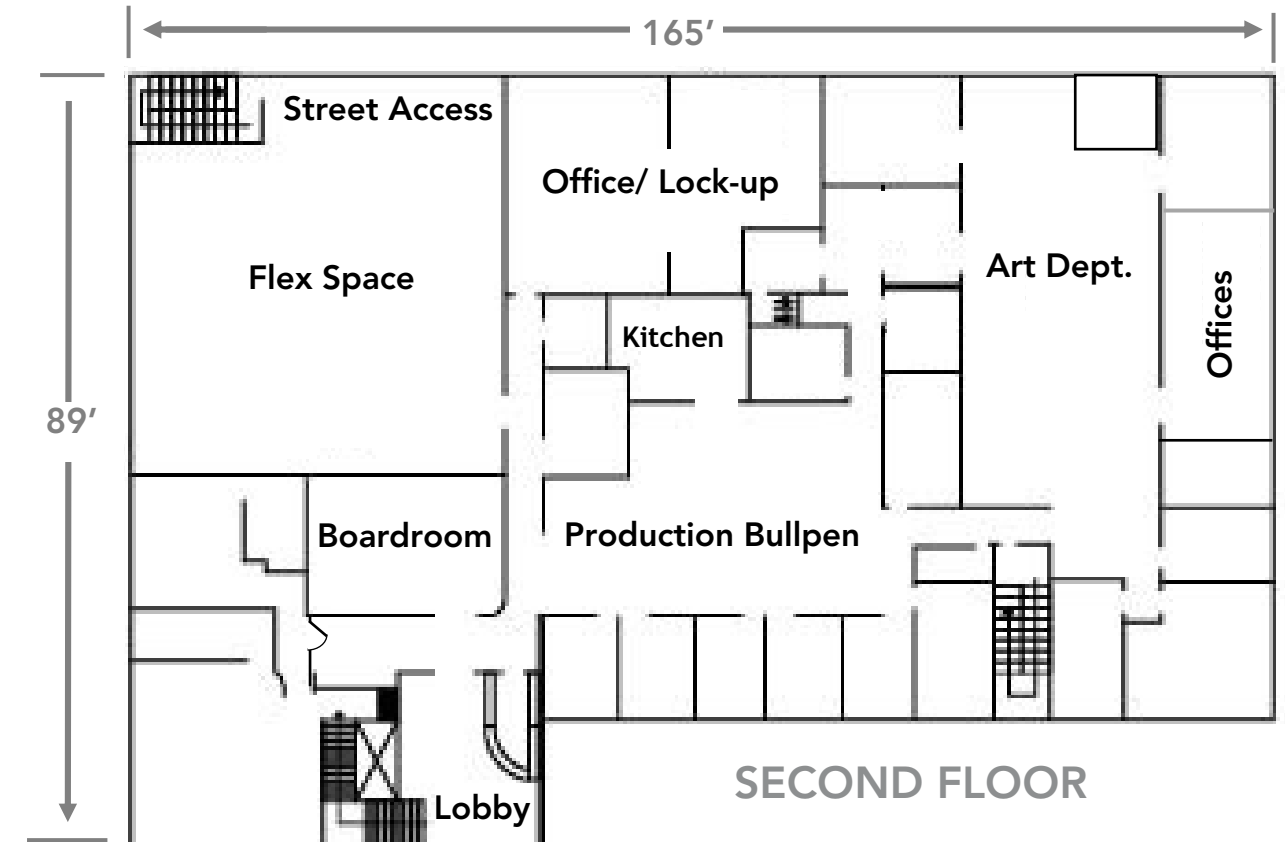 165’
Street Access
Office/ Lock-up
Flex Space
Art Dept.
Offices
Kitchen
89’
Boardroom
Production Bullpen
SECOND FLOOR
Lobby